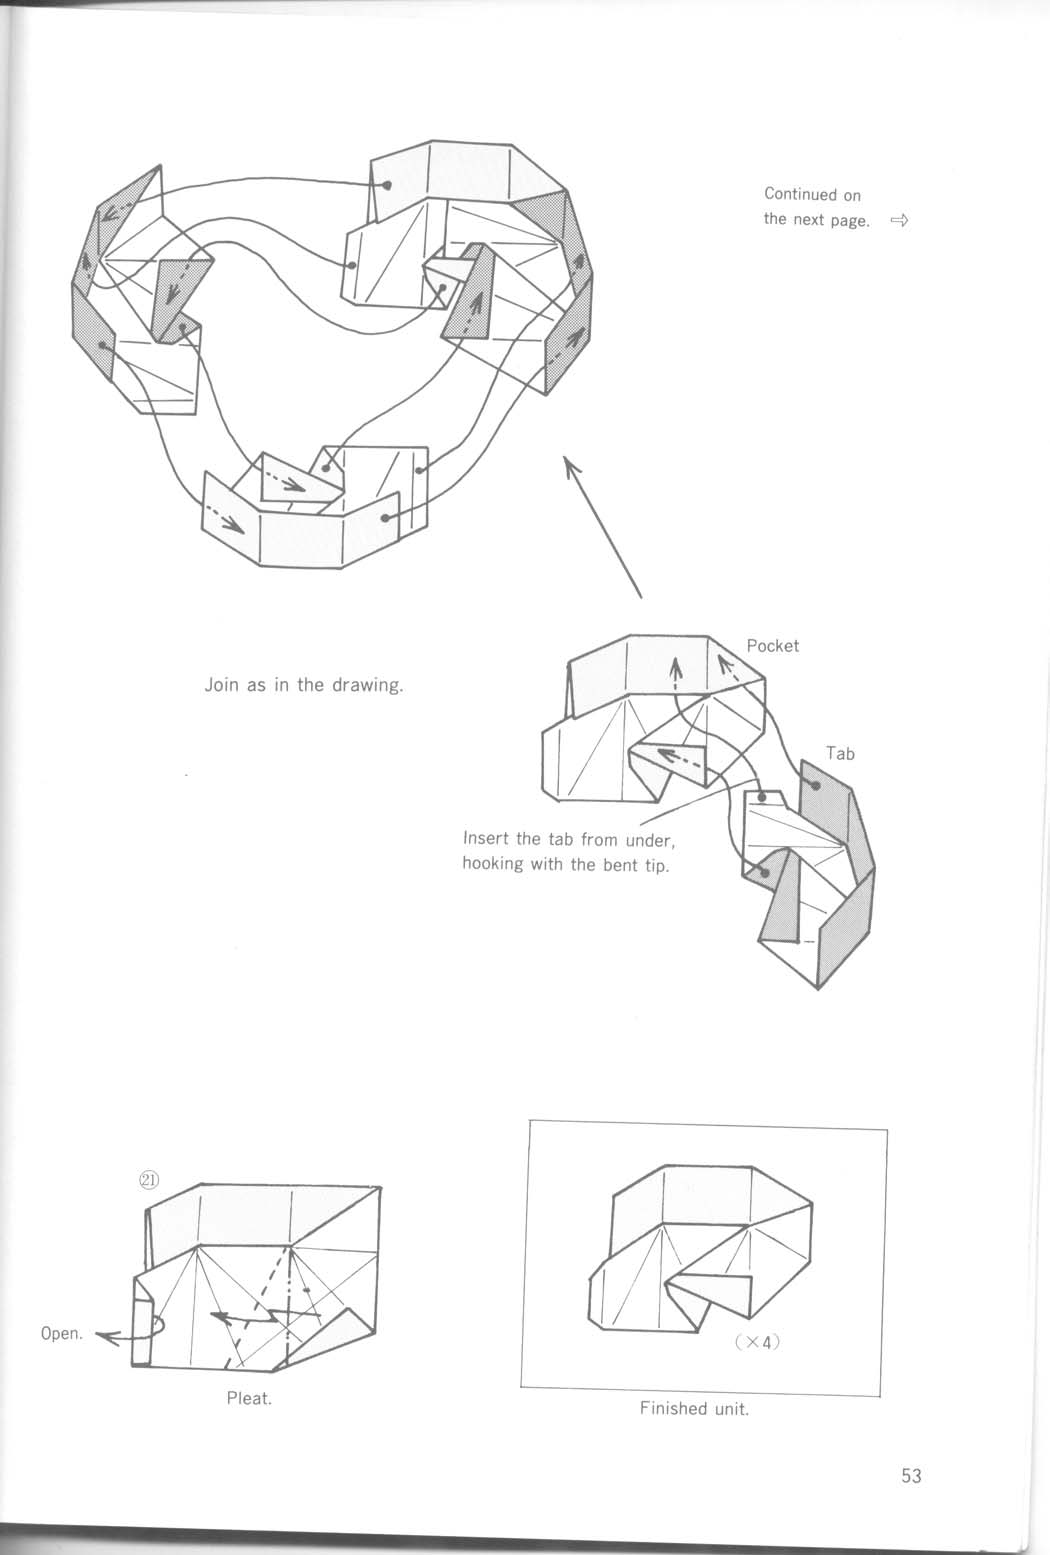 Continued on
the next page. ⇨
Pocket
Join as in the drawing.
Tab
Insert the tab from under,
hooking with the bent tip.
㉑
Open.
(×4)
Pleat.
Finished unit.
53